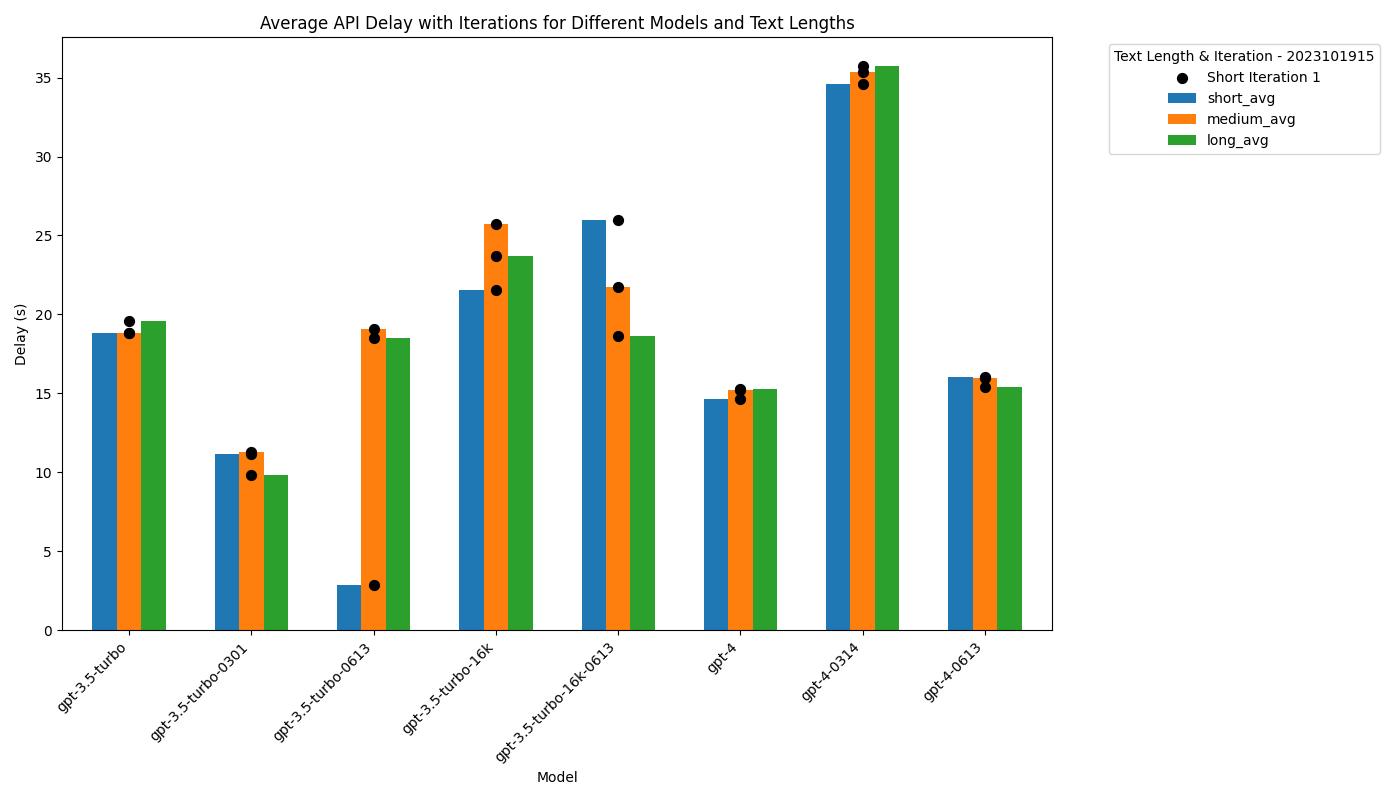 Average API Delay with Iterations for Different Models and Text Lengths
Text Length & Iteration - 2023101915
Short Iteration 1
short_avg
medium_avg
long_avg
Delay (s)
35
30
25
20
15
10
5
0
gpt-3.5-turbo
gpt-3.5-turbo-0301
gpt-3.5-turbo-0613
gpt-3.5-turbo-16k
gpt-3.5-turbo-16k-0613
gpt-4
gpt-4-0314
gpt-4-0613
Model